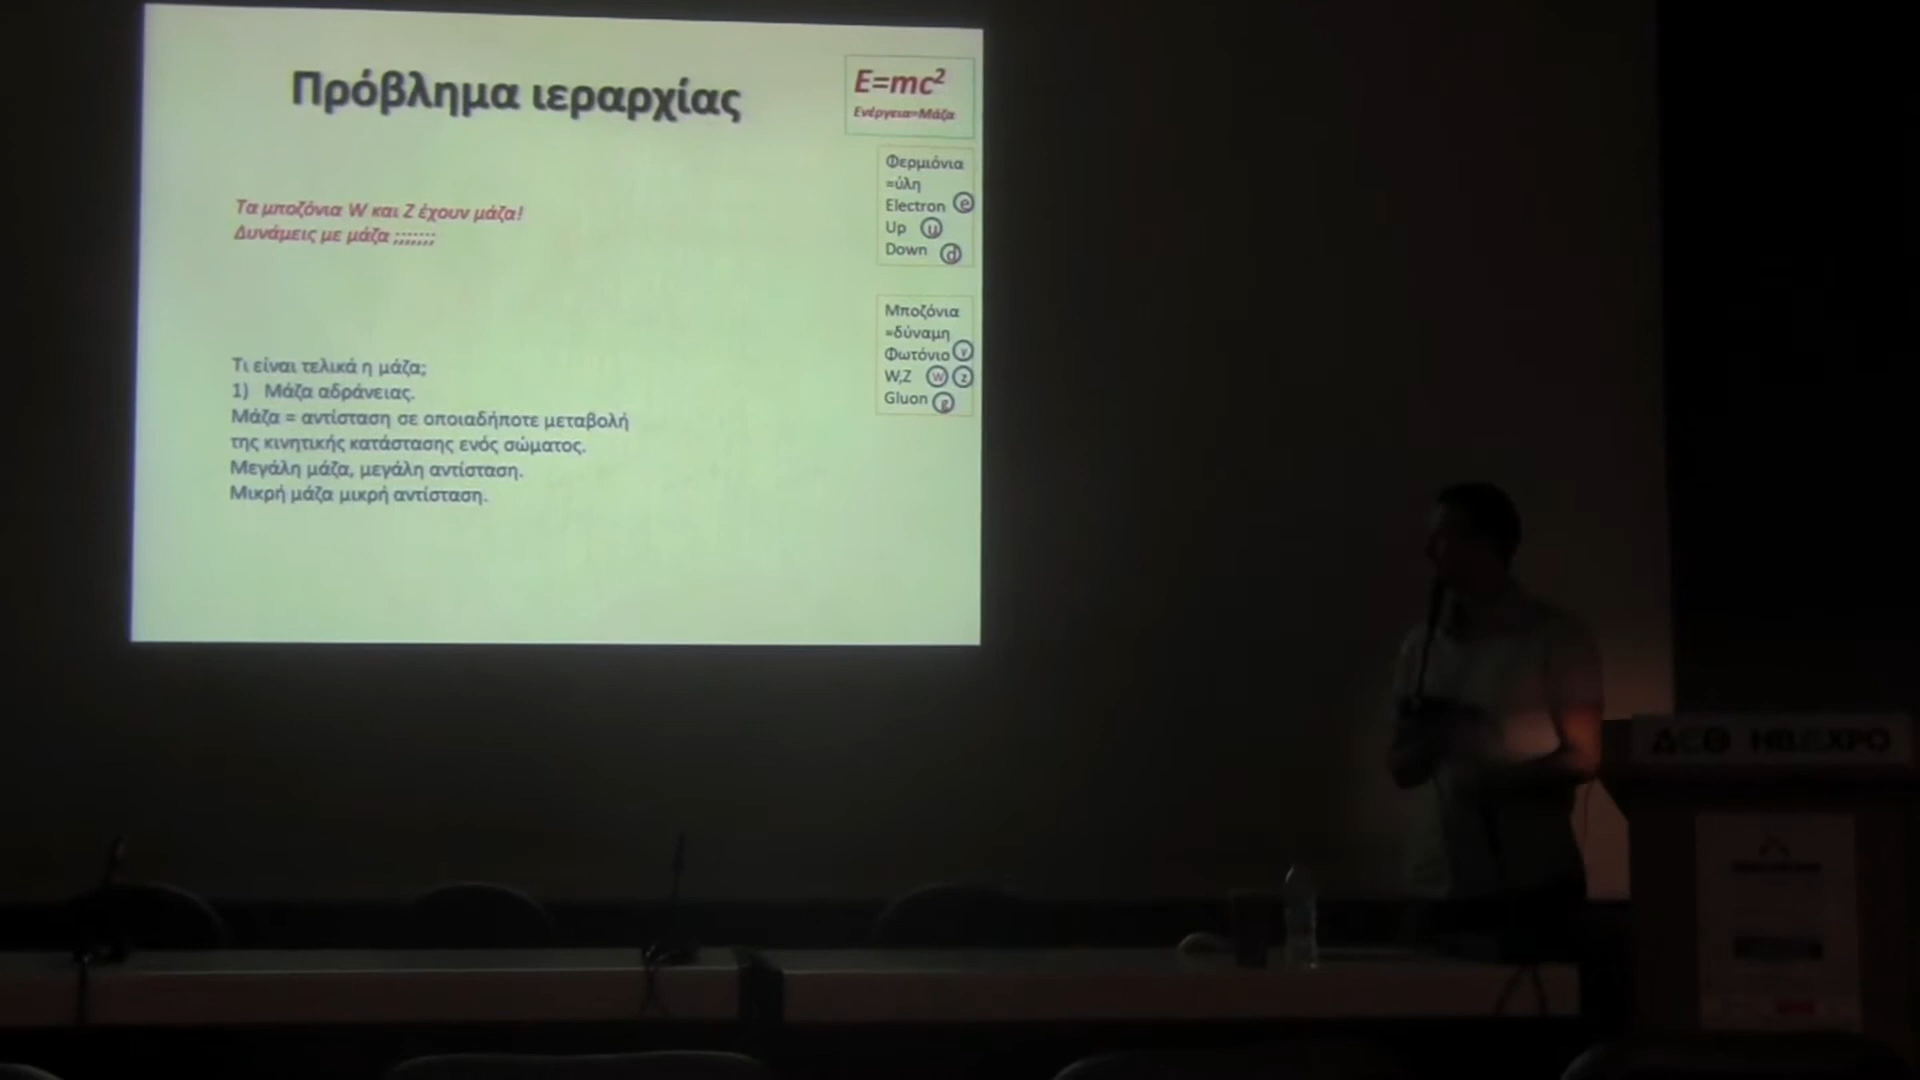 Πρόβλημα ιεραρχίας
E=mc²
Ενέργεια=Μάζα
Τα μποζόνια W και Z έχουν μάζα!
Δυνάμεις με μάζα ;;;;;;;
Τι είναι τελικά η μάζα;
1) Μάζα αδράνειας.
Μάζα = αντίσταση σε οποιαδήποτε μεταβολή
της κινητικής κατάστασης ενός σώματος.
Μεγάλη μάζα, μεγάλη αντίσταση.
Μικρή μάζα μικρή αντίσταση.
Φερμιόνια
=ύλη
Electron e
Up u
Down d
Μποζόνια
=δύναμη
Φωτόνιο γ
W,Z W z
Gluon g
ΔΕΘ HELEXPO